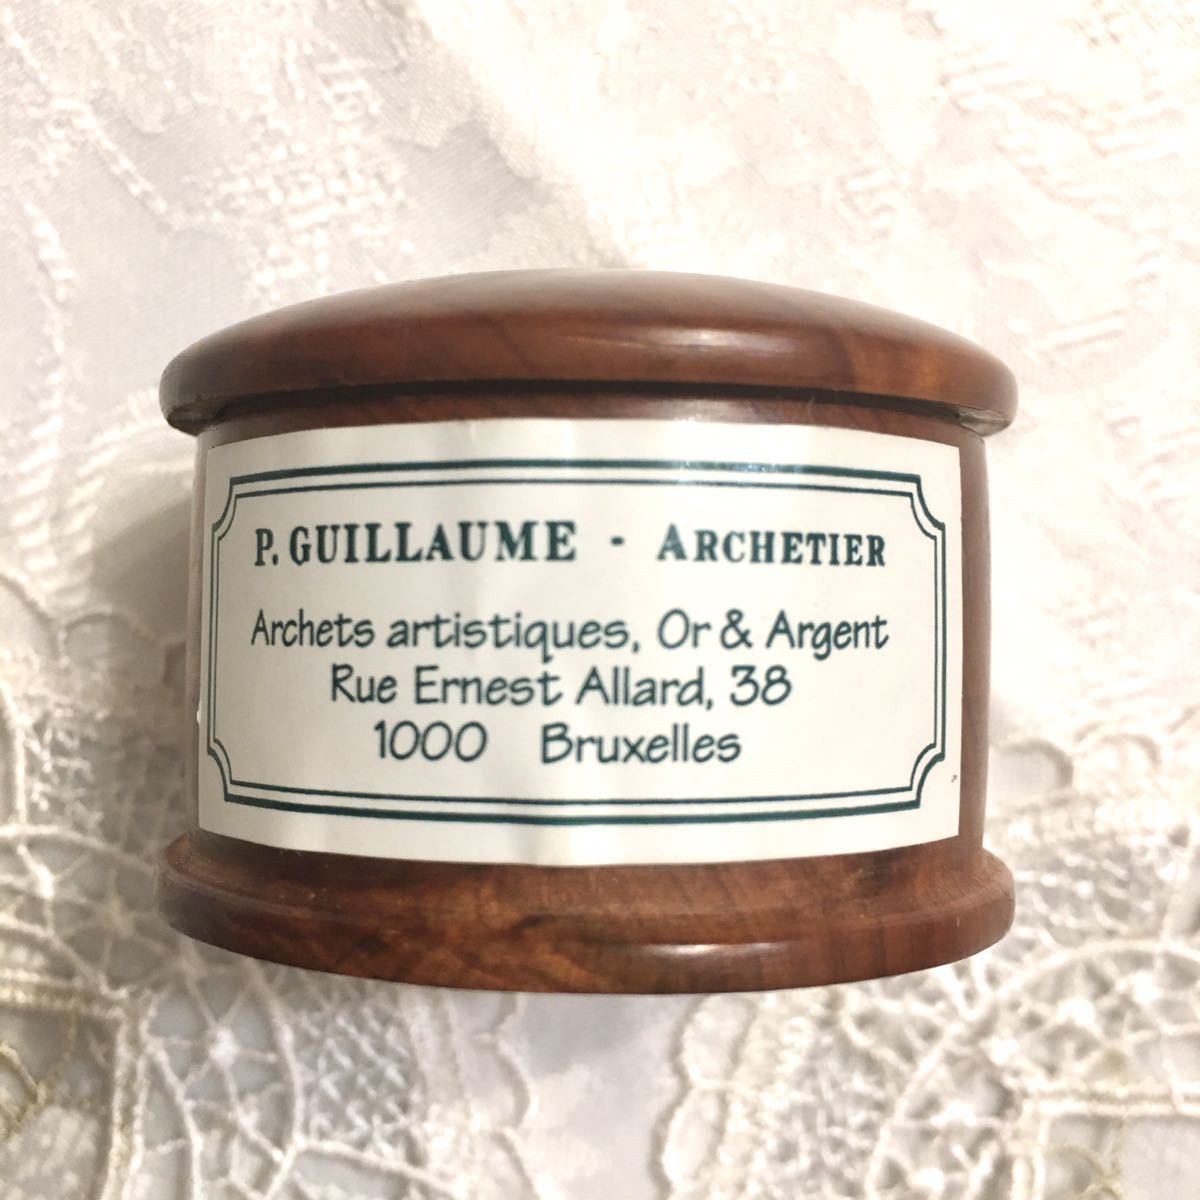 P. GUILLAUME - ARCHETIER
Archets artistiques, Or & Argent
Rue Ernest Allard, 38
1000 Bruxelles